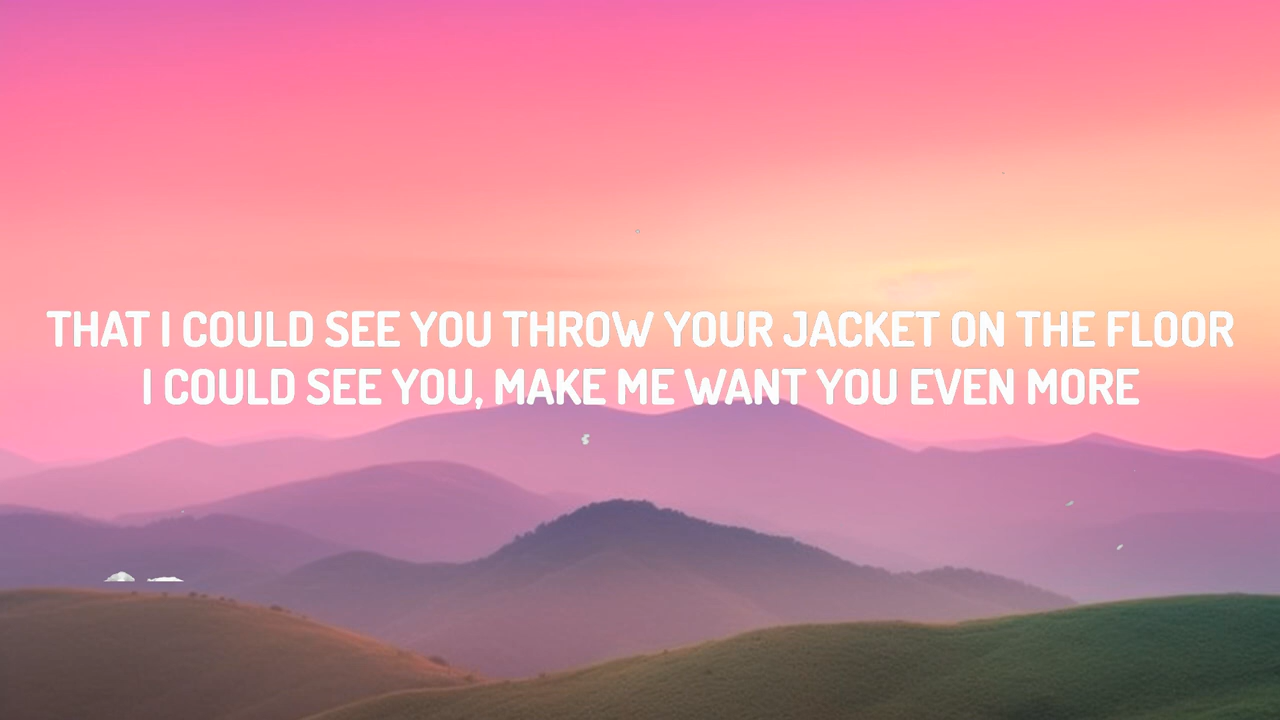 THAT I COULD SEE YOU THROW YOUR JACKET ON THE FLOOR
I COULD SEE YOU, MAKE ME WANT YOU EVEN MORE